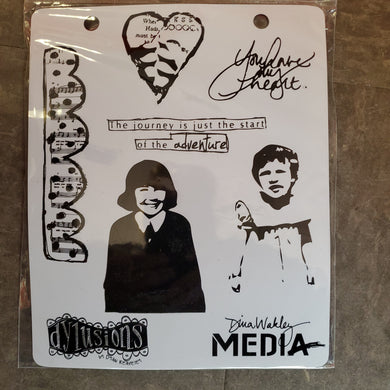 You have
my
heart.
The journey is just the start
of the adventure
dylusions
Dina Wakley
MEDIA